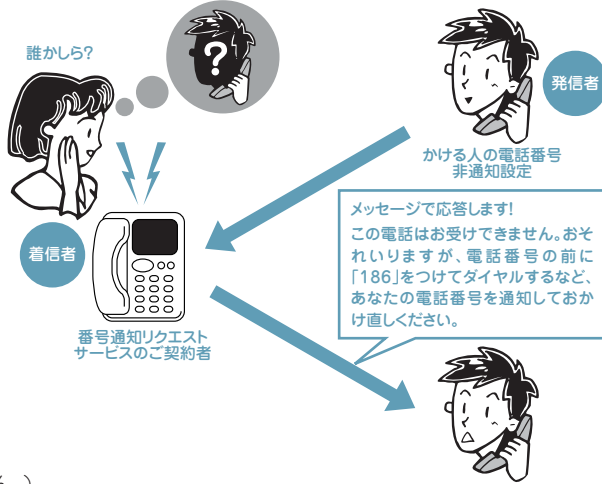 誰かしら?
?
発信者
かける人の電話番号
非通知設定
メッセージで応答します!
この電話はお受けできません。おそ
れいりますが、電話番号の前に
「186」をつけてダイヤルするなど、
あなたの電話番号を通知しておか
け直しください。
着信者
番号通知リクエスト
サービスのご契約者